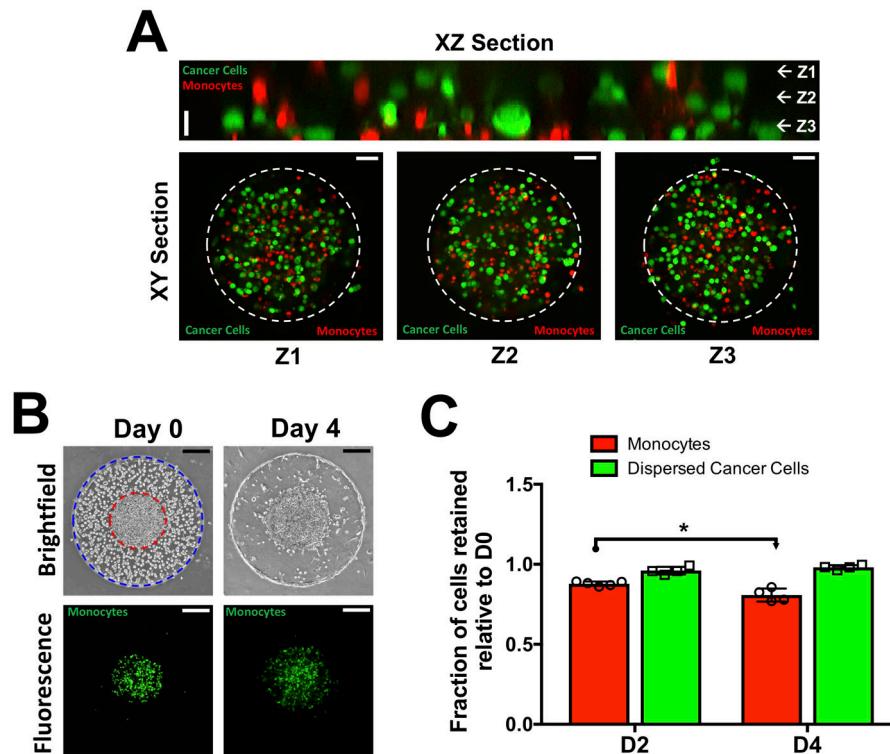 A
XZ Section
Cancer Cells
Monocytes
← Z1
← Z2
← Z3
XY Section
Cancer Cells Monocytes
Cancer Cells Monocytes
Cancer Cells Monocytes
Z1 Z2 Z3
B
Day 0 Day 4
Brightfield
Fluorescence
Monocytes Monocytes
C
Monocytes
Dispersed Cancer Cells
Fraction of cells retained
relative to D0
1.5
1.0
0.5
0.0
*
D2 D4